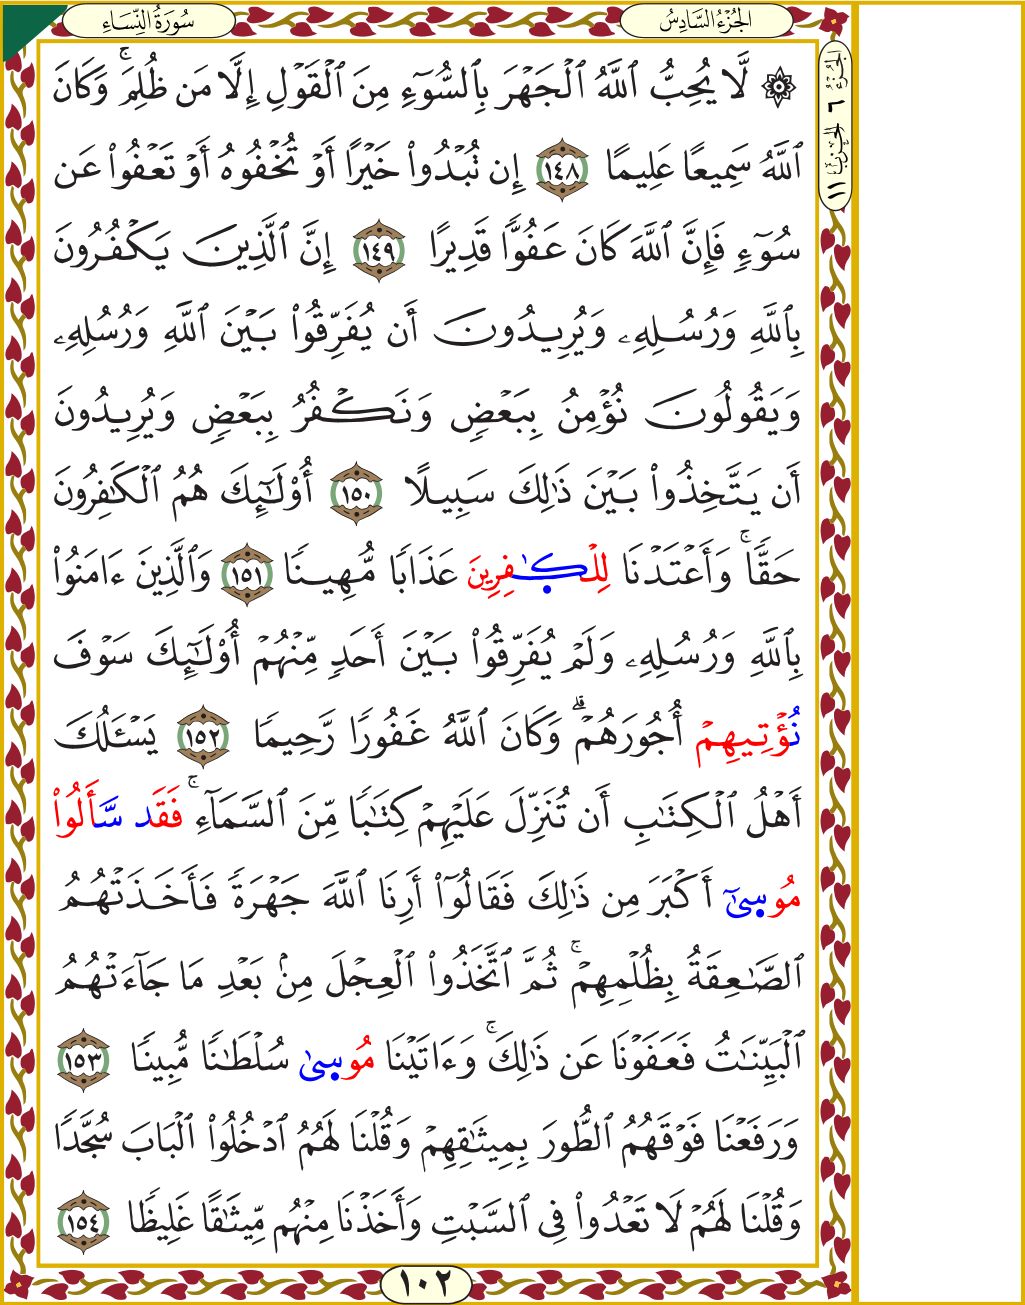 سُورَةُ النِّسَاءِ
الجُزْءُ السَّادِسُ
الجُزْءُ ٦ الحِزْبُ ١١
۞ لَّا يُحِبُّ ٱللَّهُ ٱلْجَهْرَ بِٱلسُّوٓءِ مِنَ ٱلْقَوْلِ إِلَّا مَن ظُلِمَ ۚ وَكَانَ
ٱللَّهُ سَمِيعًا عَلِيمًا ١٤٨ إِن تُبْدُوا۟ خَيْرًا أَوْ تُخْفُوهُ أَوْ تَعْفُوا۟ عَن
سُوٓءٍ فَإِنَّ ٱللَّهَ كَانَ عَفُوًّا قَدِيرًا ١٤٩ إِنَّ ٱلَّذِينَ يَكْفُرُونَ
بِٱللَّهِ وَرُسُلِهِۦ وَيُرِيدُونَ أَن يُفَرِّقُوا۟ بَيْنَ ٱللَّهِ وَرُسُلِهِۦ
وَيَقُولُونَ نُؤْمِنُ بِبَعْضٍ وَنَكْفُرُ بِبَعْضٍ وَيُرِيدُونَ
أَن يَتَّخِذُوا۟ بَيْنَ ذَٰلِكَ سَبِيلًا ١٥٠ أُو۟لَـٰٓئِكَ هُمُ ٱلْكَـٰفِرُونَ
حَقًّا ۚ وَأَعْتَدْنَا لِلْكَـٰفِرِينَ عَذَابًا مُّهِينًا ١٥١ وَٱلَّذِينَ ءَامَنُوا۟
بِٱللَّهِ وَرُسُلِهِۦ وَلَمْ يُفَرِّقُوا۟ بَيْنَ أَحَدٍ مِّنْهُمْ أُو۟لَـٰٓئِكَ سَوْفَ
نُؤْتِيهِمْ أُجُورَهُمْ ۗ وَكَانَ ٱللَّهُ غَفُورًا رَّحِيمًا ١٥٢ يَسْـَٔلُكَ
أَهْلُ ٱلْكِتَـٰبِ أَن تُنَزِّلَ عَلَيْهِمْ كِتَـٰبًا مِّنَ ٱلسَّمَآءِ ۚ فَقَد سَّأَلُوا۟
مُوسَىٰٓ أَكْبَرَ مِن ذَٰلِكَ فَقَالُوٓا۟ أَرِنَا ٱللَّهَ جَهْرَةً فَأَخَذَتْهُمُ
ٱلصَّـٰعِقَةُ بِظُلْمِهِمْ ۚ ثُمَّ ٱتَّخَذُوا۟ ٱلْعِجْلَ مِنۢ بَعْدِ مَا جَآءَتْهُمُ
ٱلْبَيِّنَـٰتُ فَعَفَوْنَا عَن ذَٰلِكَ ۚ وَءَاتَيْنَا مُوسَىٰ سُلْطَـٰنًا مُّبِينًا ١٥٣
وَرَفَعْنَا فَوْقَهُمُ ٱلطُّورَ بِمِيثَـٰقِهِمْ وَقُلْنَا لَهُمُ ٱدْخُلُوا۟ ٱلْبَابَ سُجَّدًا
وَقُلْنَا لَهُمْ لَا تَعْدُوا۟ فِى ٱلسَّبْتِ وَأَخَذْنَا مِنْهُم مِّيثَـٰقًا غَلِيظًا ١٥٤
١٠٢